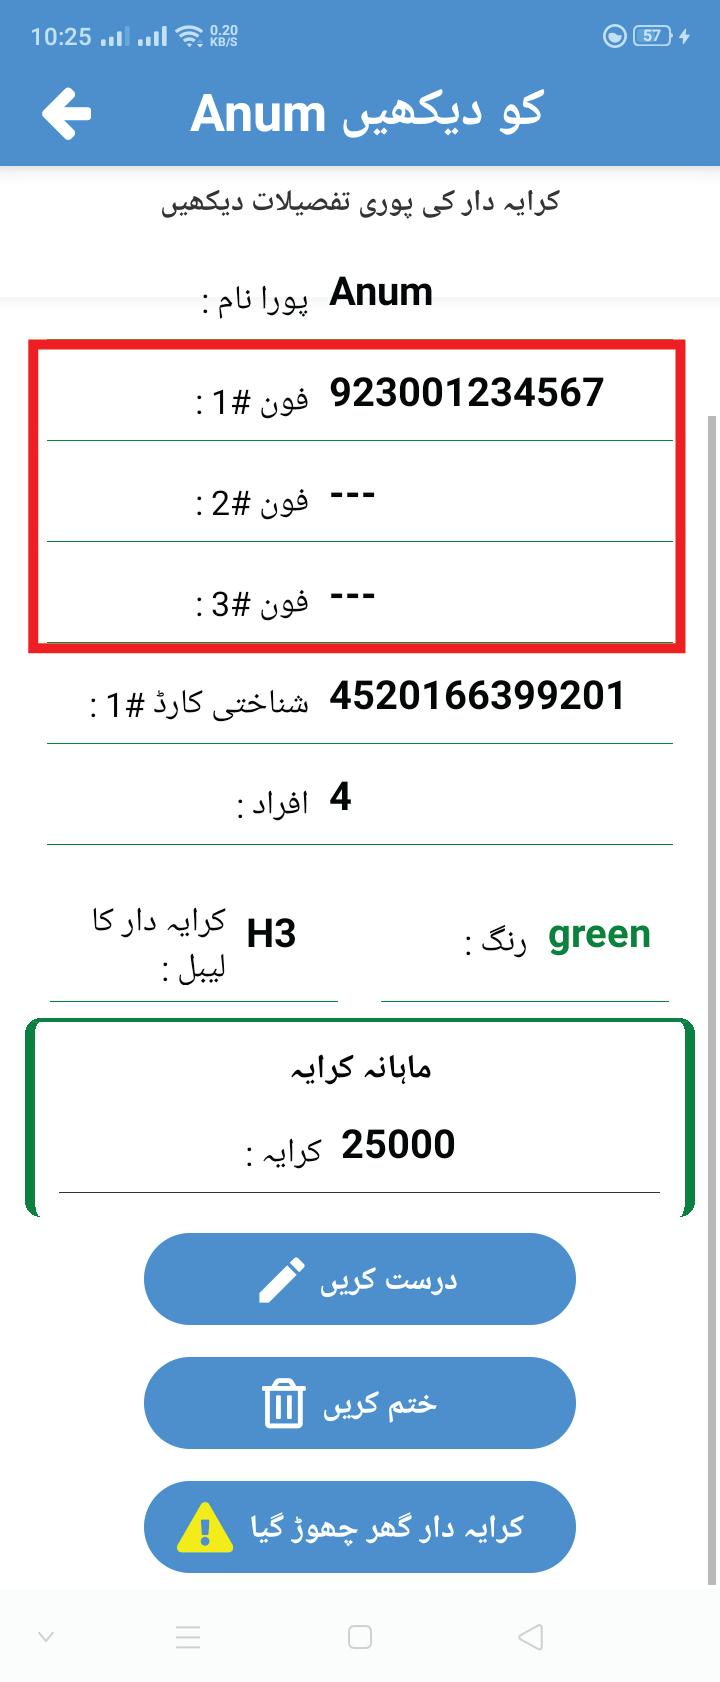 10:25 0.20 KB/S 57
Anum کو دیکھیں
کرایہ دار کی پوری تفصیلات دیکھیں
پورا نام : Anum
فون #1 : 923001234567
فون #2 : ---
فون #3 : ---
شناختی کارڈ #1 : 4520166399201
افراد : 4
کرایہ دار کا لیبل : H3
رنگ : green
ماہانہ کرایہ
کرایہ : 25000
درست کریں
ختم کریں
کرایہ دار گھر چھوڑ گیا